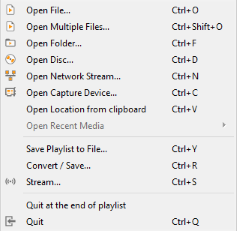 Open File... Ctrl+O
Open Multiple Files... Ctrl+Shift+O
Open Folder... Ctrl+F
Open Disc... Ctrl+D
Open Network Stream... Ctrl+N
Open Capture Device... Ctrl+C
Open Location from clipboard Ctrl+V
Open Recent Media
Save Playlist to File... Ctrl+Y
Convert / Save... Ctrl+R
Stream... Ctrl+S
Quit at the end of playlist
Quit Ctrl+Q